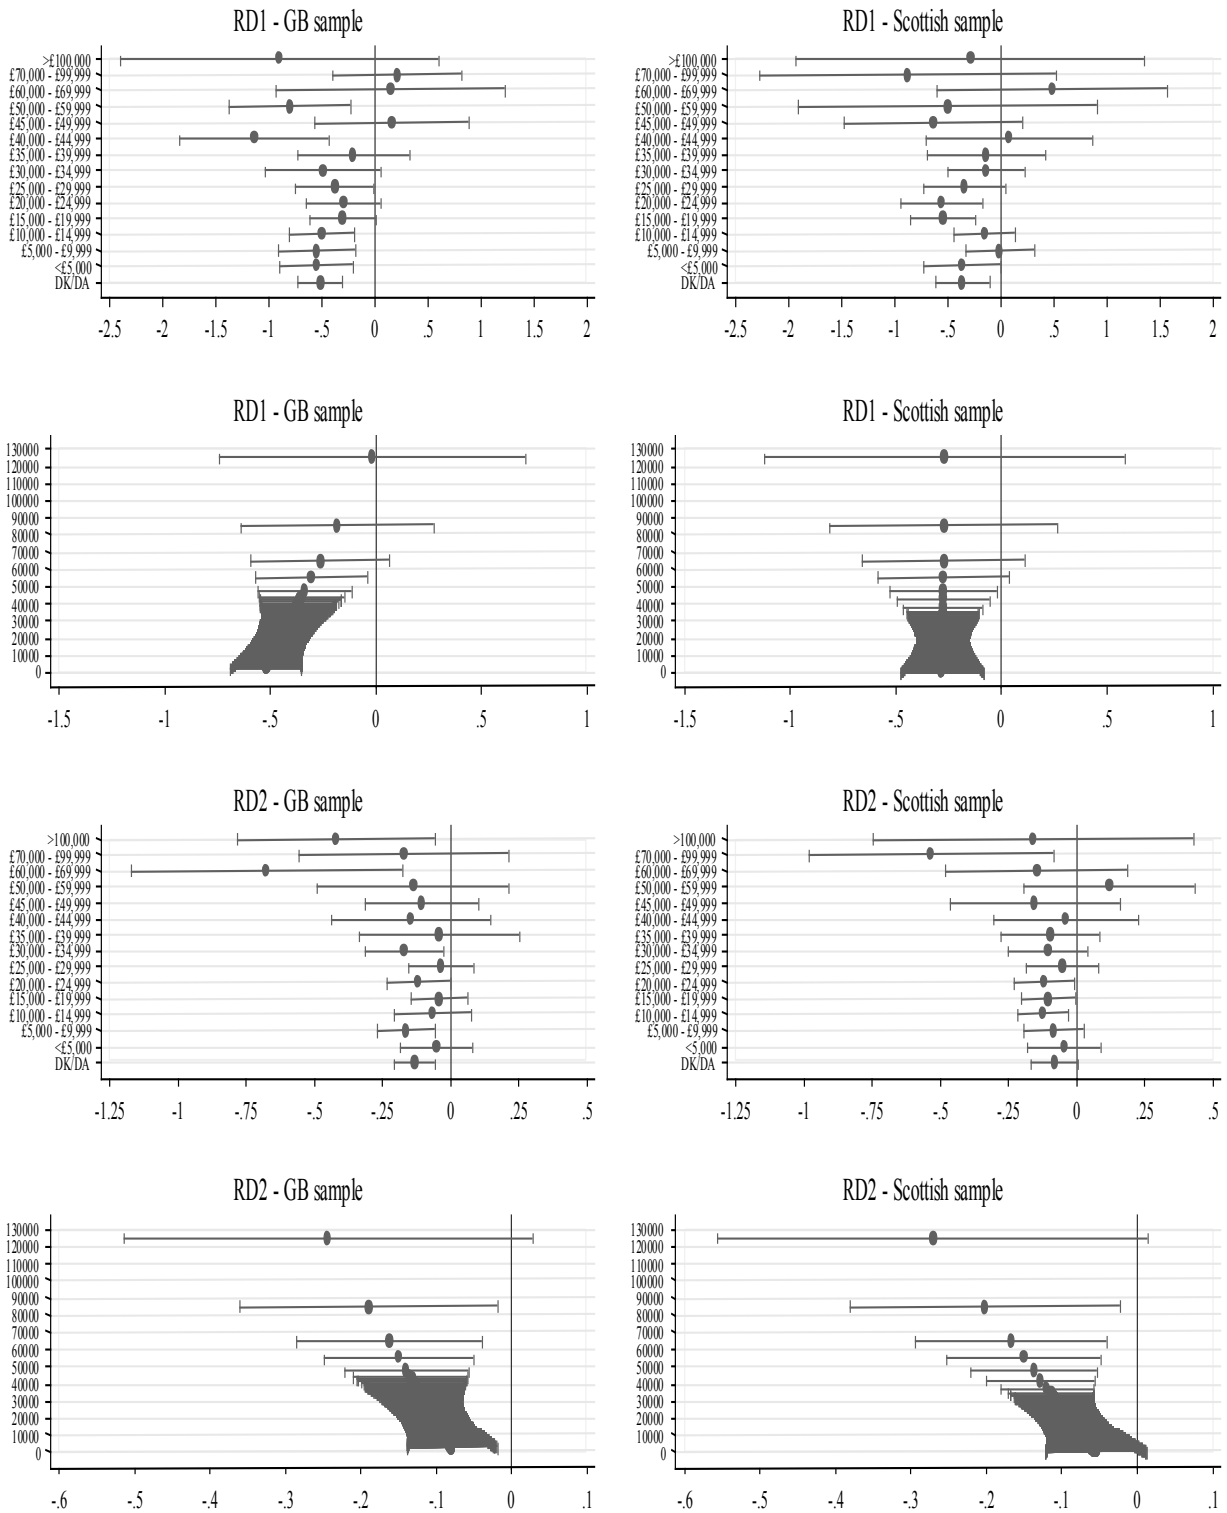 RD1 - GB sample
>£100,000
£70,000 - £99,999
£60,000 - £69,999
£50,000 - £59,999
£45,000 - £49,999
£40,000 - £44,999
£35,000 - £39,999
£30,000 - £34,999
£25,000 - £29,999
£20,000 - £24,999
£15,000 - £19,999
£10,000 - £14,999
£5,000 - £9,999
<£5,000
DK/DA
-2.5 -2 -1.5 -1 -.5 0 .5 1 1.5 2
RD1 - Scottish sample
>£100,000
£70,000 - £99,999
£60,000 - £69,999
£50,000 - £59,999
£45,000 - £49,999
£40,000 - £44,999
£35,000 - £39,999
£30,000 - £34,999
£25,000 - £29,999
£20,000 - £24,999
£15,000 - £19,999
£10,000 - £14,999
£5,000 - £9,999
<£5,000
DK/DA
-2.5 -2 -1.5 -1 -.5 0 .5 1 1.5 2
RD1 - GB sample
130000
120000
110000
100000
90000
80000
70000
60000
50000
40000
30000
20000
10000
0
-1.5 -1 -.5 0 .5 1
RD1 - Scottish sample
130000
120000
110000
100000
90000
80000
70000
60000
50000
40000
30000
20000
10000
0
-1.5 -1 -.5 0 .5 1
RD2 - GB sample
>100,000
£70,000 - £99,999
£60,000 - £69,999
£50,000 - £59,999
£45,000 - £49,999
£40,000 - £44,999
£35,000 - £39,999
£30,000 - £34,999
£25,000 - £29,999
£20,000 - £24,999
£15,000 - £19,999
£10,000 - £14,999
£5,000 - £9,999
<£5,000
DK/DA
-1.25 -1 -.75 -.5 -.25 0 .25 .5
RD2 - Scottish sample
>100,000
£70,000 - £99,999
£60,000 - £69,999
£50,000 - £59,999
£45,000 - £49,999
£40,000 - £44,999
£35,000 - £39,999
£30,000 - £34,999
£25,000 - £29,999
£20,000 - £24,999
£15,000 - £19,999
£10,000 - £14,999
£5,000 - £9,999
<5,000
DK/DA
-1.25 -1 -.75 -.5 -.25 0 .25 .5
RD2 - GB sample
130000
120000
110000
100000
90000
80000
70000
60000
50000
40000
30000
20000
10000
0
-.6 -.5 -.4 -.3 -.2 -.1 0 .1
RD2 - Scottish sample
130000
120000
110000
100000
90000
80000
70000
60000
50000
40000
30000
20000
10000
0
-.6 -.5 -.4 -.3 -.2 -.1 0 .1